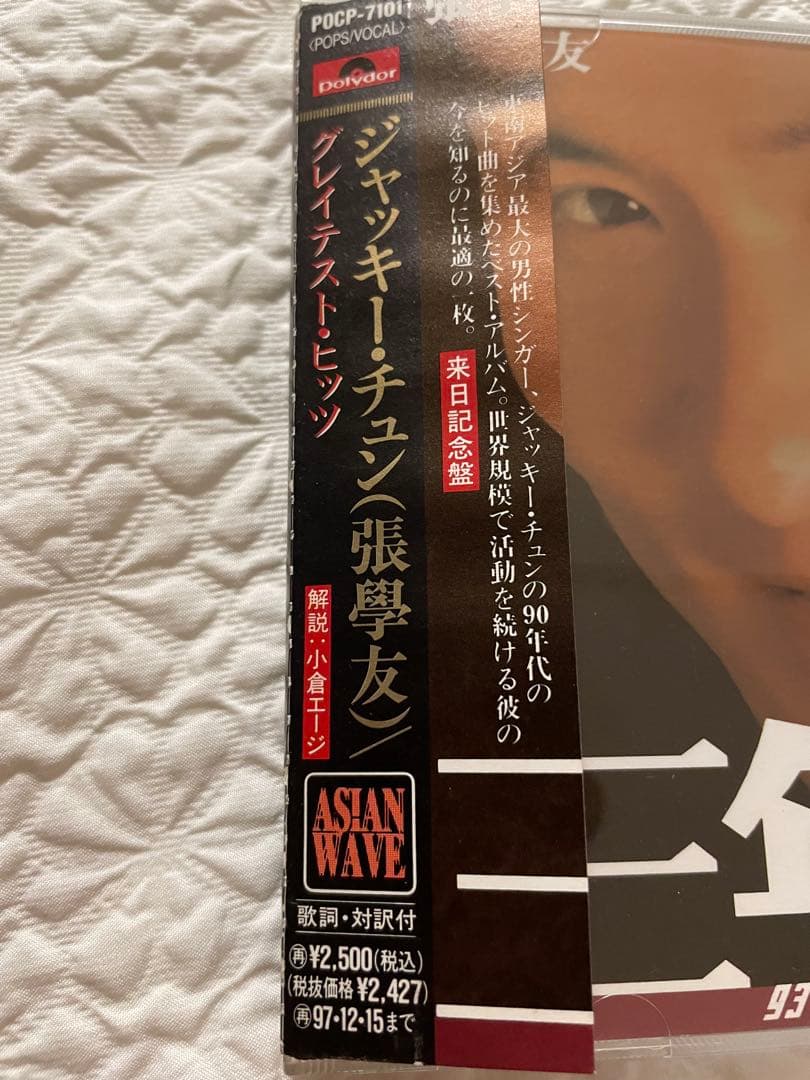 POCP-7101
〈POPS/VOCAL〉
polydor
ジャッキー・チュン(張學友)/
グレイテスト・ヒッツ
解説:小倉エージ
ASIAN
WAVE
歌詞・対訳付
再¥2,500(税込)
(税抜価格¥2,427)
再97・12・15まで
東南アジア最大の男性シンガー、ジャッキー・チュンの90年代の
ヒット曲を集めたベスト・アルバム。世界規模で活動を続ける彼の
今を知るのに最適の一枚。
来日記念盤
友
三
93